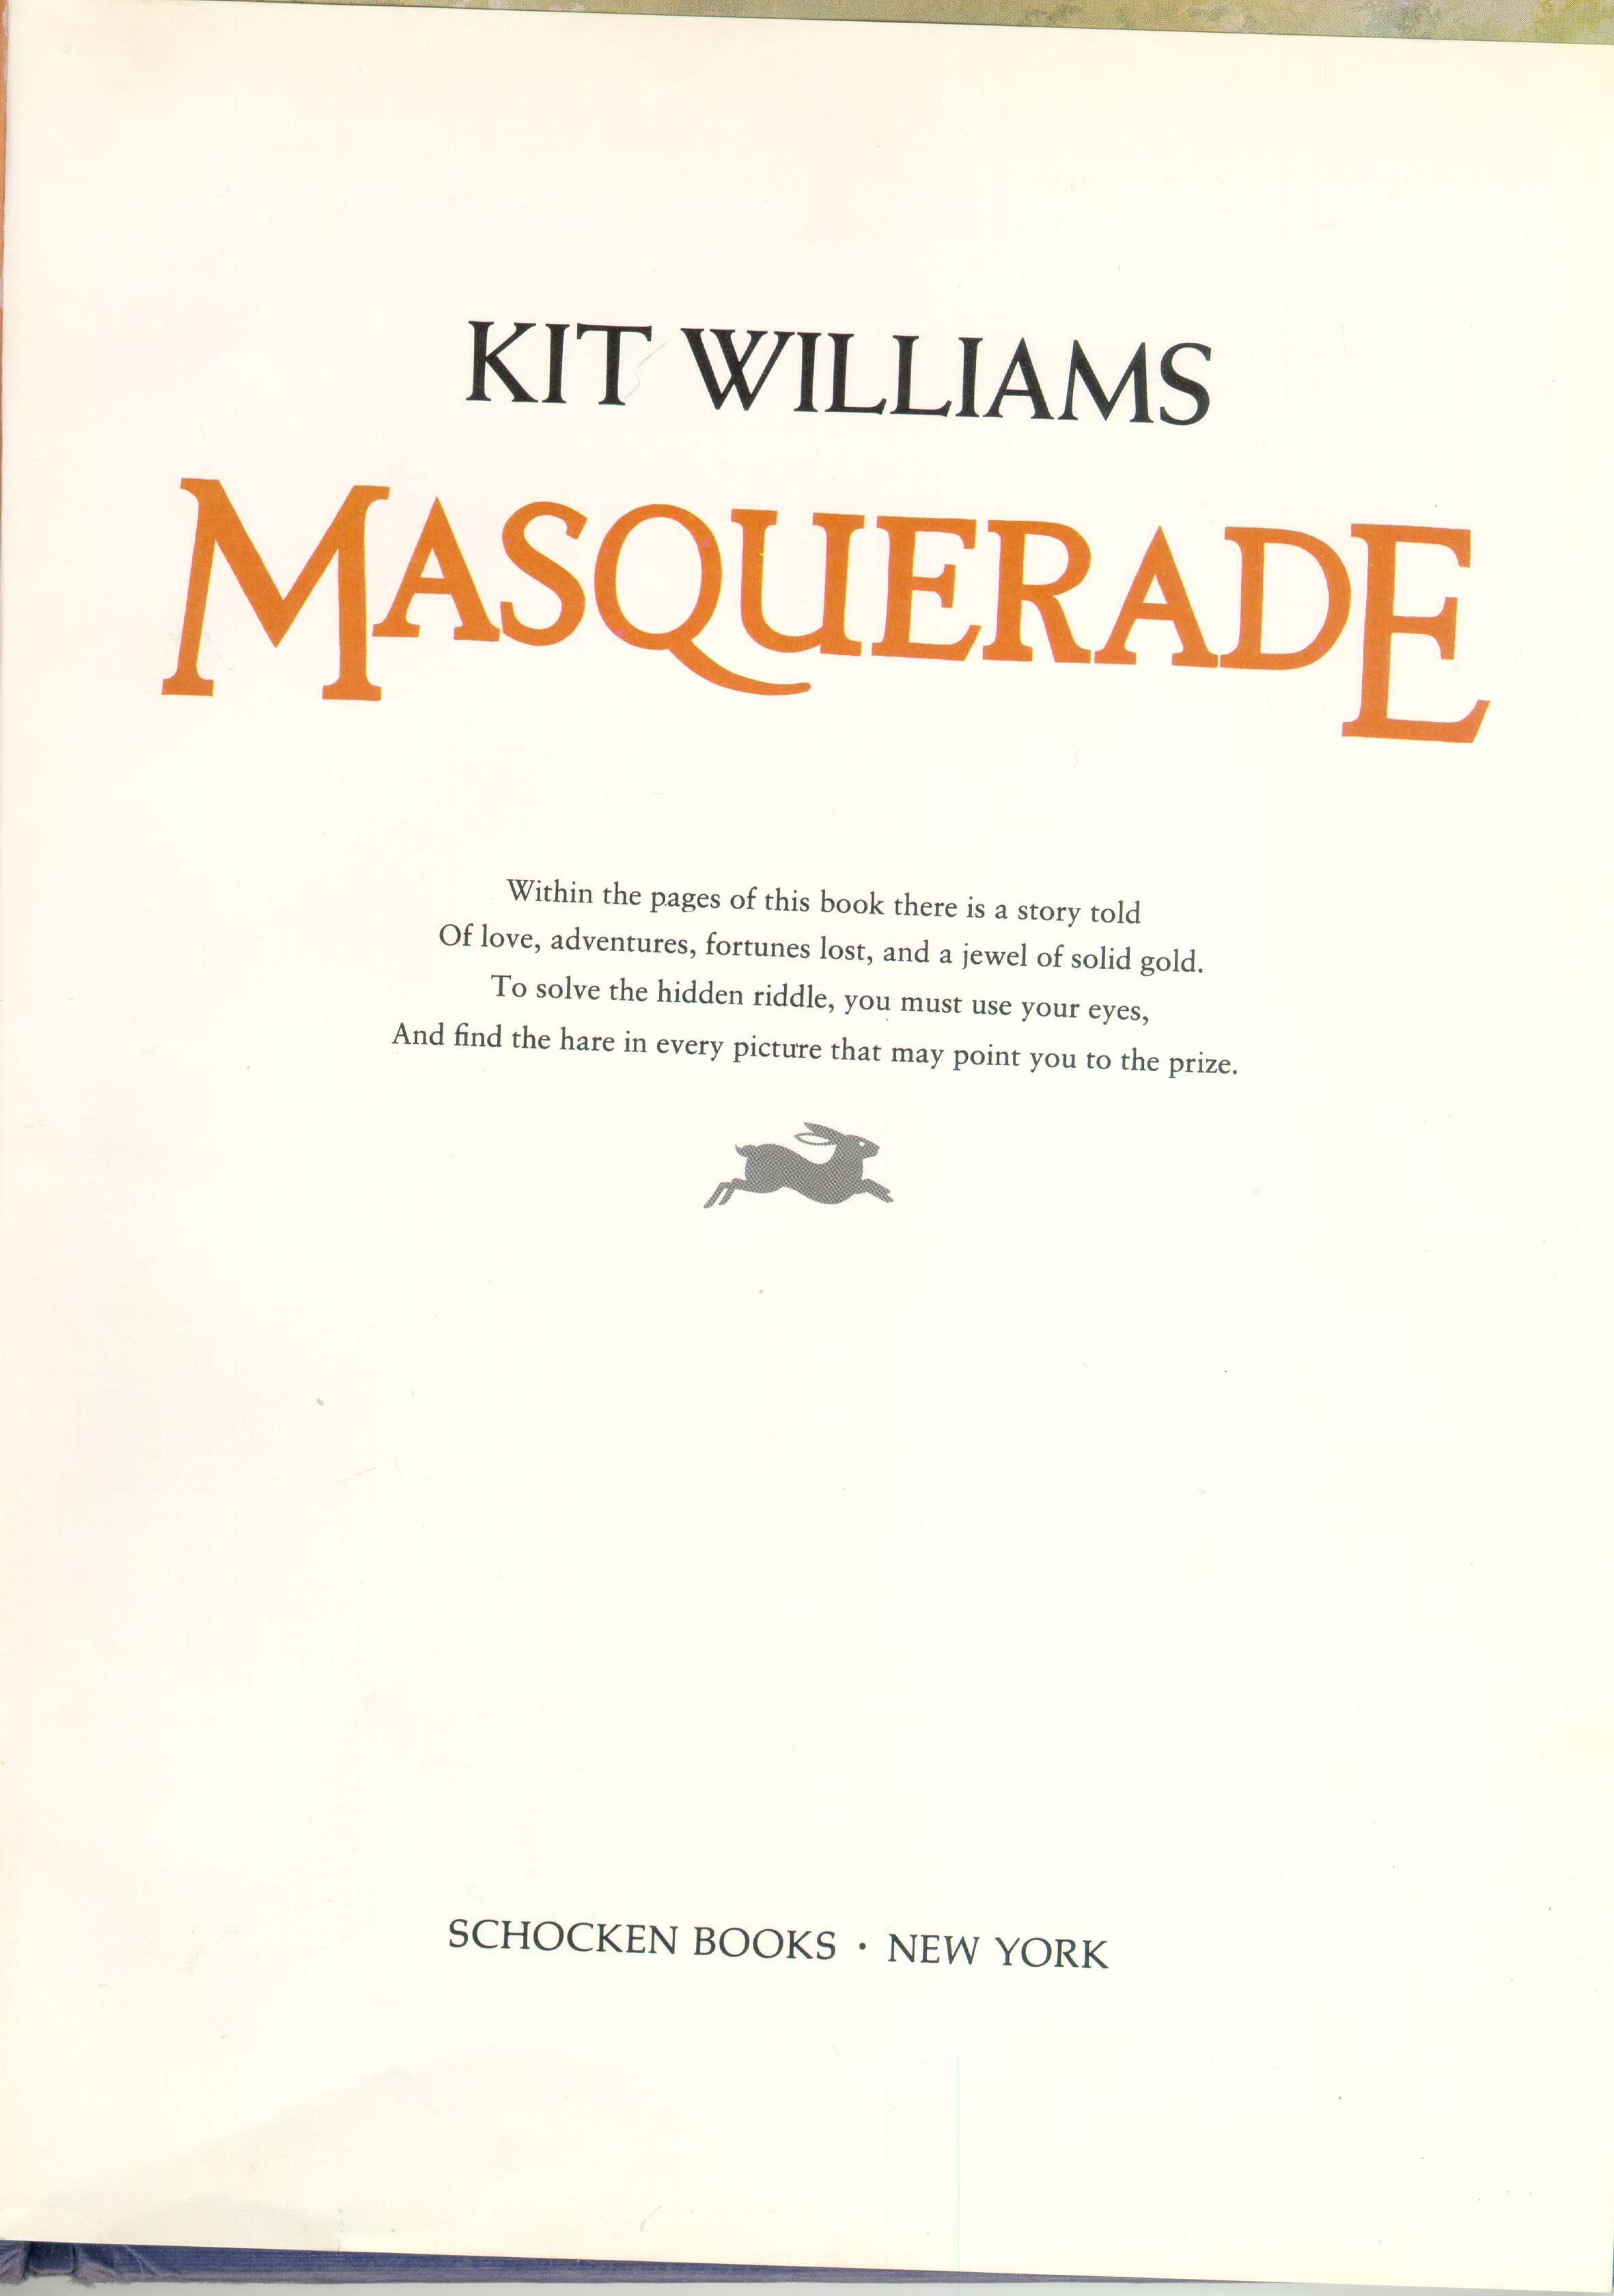 KIT WILLIAMS
MASQUERADE
Within the pages of this book there is a story told
Of love, adventures, fortunes lost, and a jewel of solid gold.
To solve the hidden riddle, you must use your eyes,
And find the hare in every picture that may point you to the prize.
SCHOCKEN BOOKS · NEW YORK